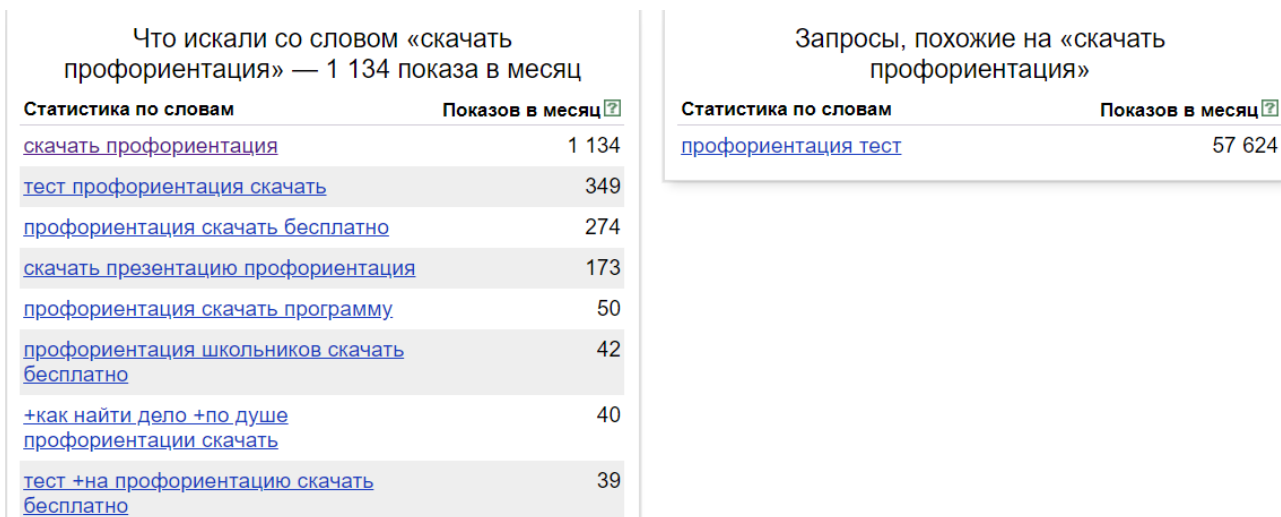 Что искали со словом «скачать
профориентация» — 1 134 показа в месяц
Статистика по словам Показов в месяц ?
скачать профориентация 1 134
тест профориентация скачать 349
профориентация скачать бесплатно 274
скачать презентацию профориентация 173
профориентация скачать программу 50
профориентация школьников скачать 42
бесплатно
+как найти дело +по душе 40
профориентации скачать
тест +на профориентацию скачать 39
бесплатно
Запросы, похожие на «скачать
профориентация»
Статистика по словам Показов в месяц ?
профориентация тест 57 624